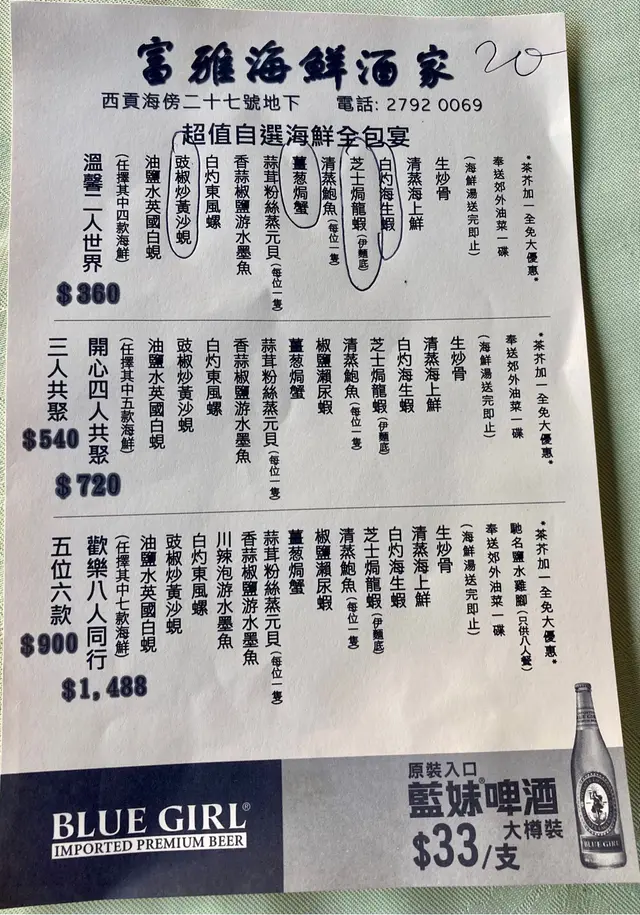 富雅海鮮酒家
20
西貢海傍二十七號地下 電話: 2792 0069
超值自選海鮮全包宴
溫馨二人世界
$360
(任擇其中四款海鮮)
油鹽水英國白蜆
豉椒炒黃沙蜆
白灼東風螺
香蒜椒鹽游水墨魚
蒜茸粉絲蒸元貝(每位一隻)
薑葱焗蟹
清蒸鮑魚(每位一隻)
芝士焗龍蝦(伊麵底)
白灼海生蝦
清蒸海上鮮
生炒骨
(海鮮湯送完即止)
奉送郊外油菜一碟
*茶芥加一全免大優惠*
三人共聚
$540
開心四人共聚
$720
(任擇其中五款海鮮)
油鹽水英國白蜆
豉椒炒黃沙蜆
白灼東風螺
香蒜椒鹽游水墨魚
蒜茸粉絲蒸元貝(每位一隻)
薑葱焗蟹
椒鹽瀨尿蝦
清蒸鮑魚(每位一隻)
芝士焗龍蝦(伊麵底)
白灼海生蝦
清蒸海上鮮
生炒骨
(海鮮湯送完即止)
奉送郊外油菜一碟
*茶芥加一全免大優惠*
五位六款
$900
歡樂八人同行
$1,488
(任擇其中七款海鮮)
油鹽水英國白蜆
豉椒炒黃沙蜆
白灼東風螺
川辣泡游水墨魚
香蒜椒鹽游水墨魚
蒜茸粉絲蒸元貝(每位一隻)
薑葱焗蟹
椒鹽瀨尿蝦
清蒸鮑魚(每位一隻)
芝士焗龍蝦(伊麵底)
白灼海生蝦
清蒸海上鮮
生炒骨
(海鮮湯送完即止)
奉送郊外油菜一碟
馳名鹽水雞腳(只供八人餐)
*茶芥加一全免大優惠*
BLUE GIRL®
IMPORTED PREMIUM BEER
原裝入口
藍妹®啤酒
大樽裝
$33/支
BLUE GIRL